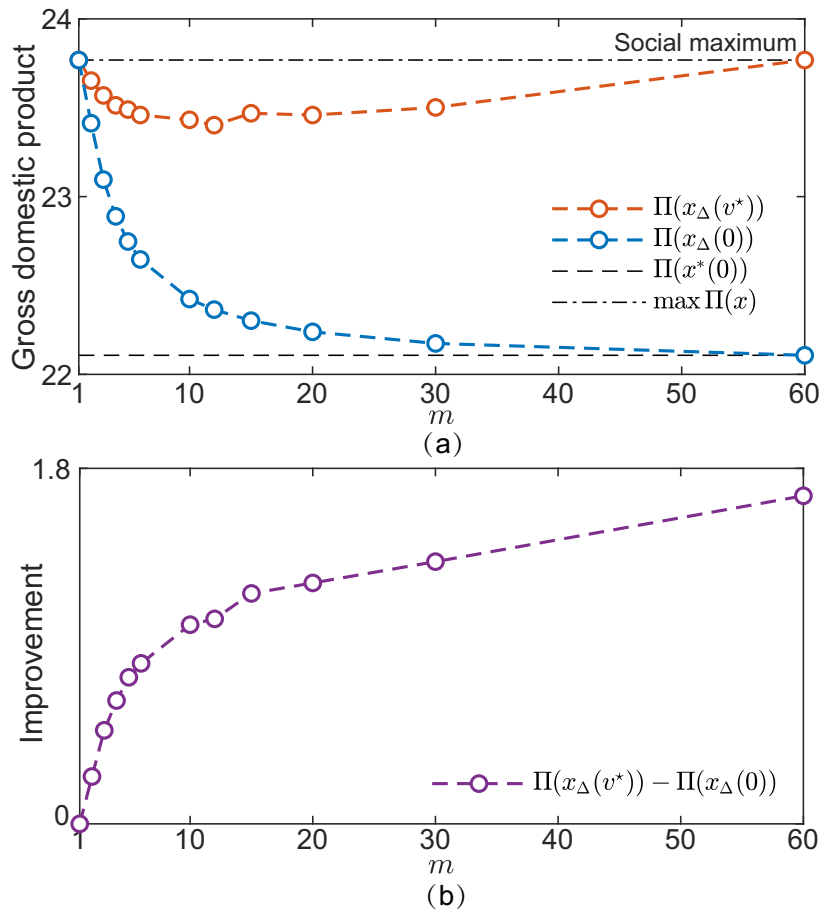 24
Social maximum
Gross domestic product
23
Π(x_Δ(v⋆))
Π(x_Δ(0))
Π(x*(0))
max Π(x)
22
1 10 20 30 40 50 60
m
(a)
1.8
Improvement
Π(x_Δ(v⋆)) − Π(x_Δ(0))
0
1 10 20 30 40 50 60
m
(b)